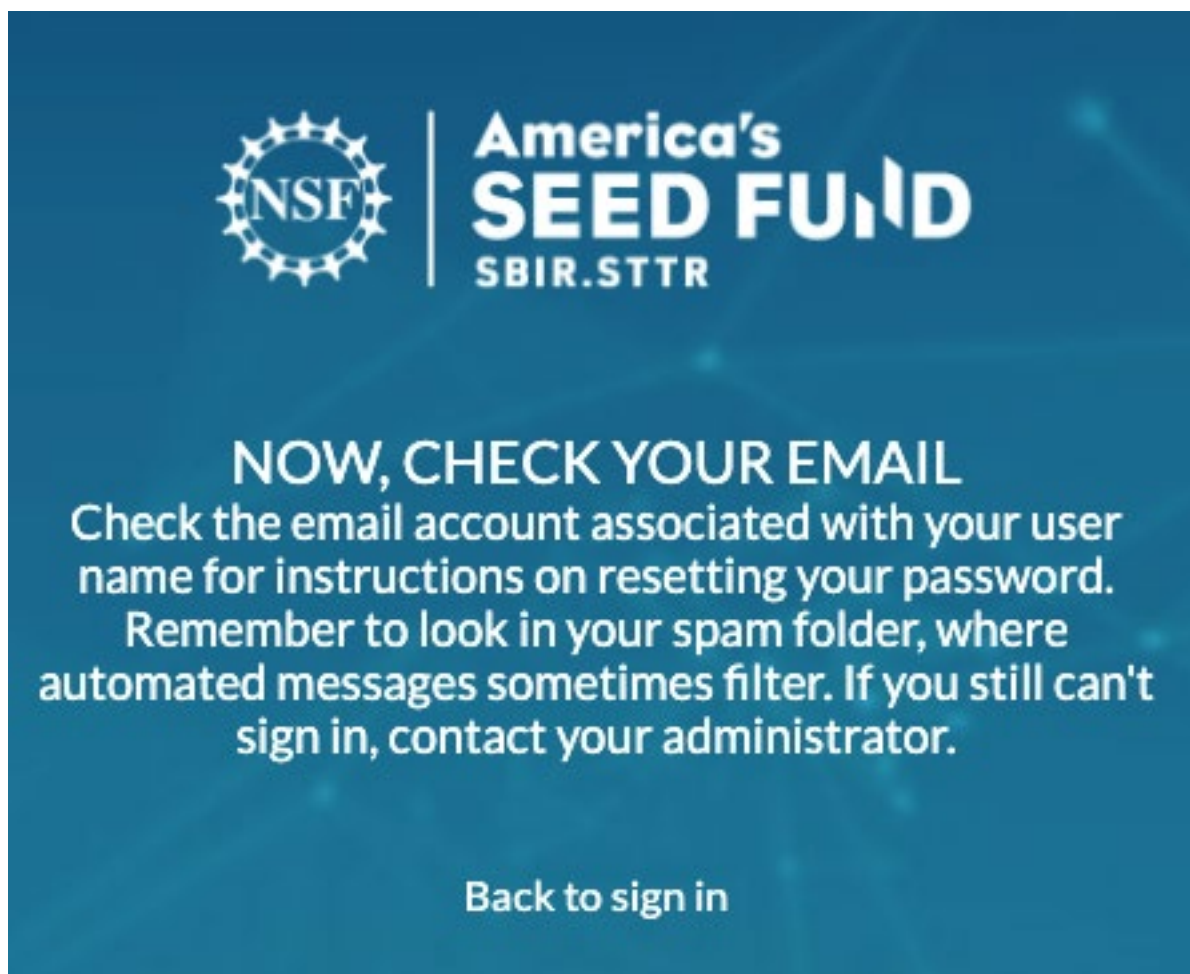 NSF
America's
SEED FUND
SBIR.STTR
NOW, CHECK YOUR EMAIL
Check the email account associated with your user
name for instructions on resetting your password.
Remember to look in your spam folder, where
automated messages sometimes filter. If you still can't
sign in, contact your administrator.
Back to sign in